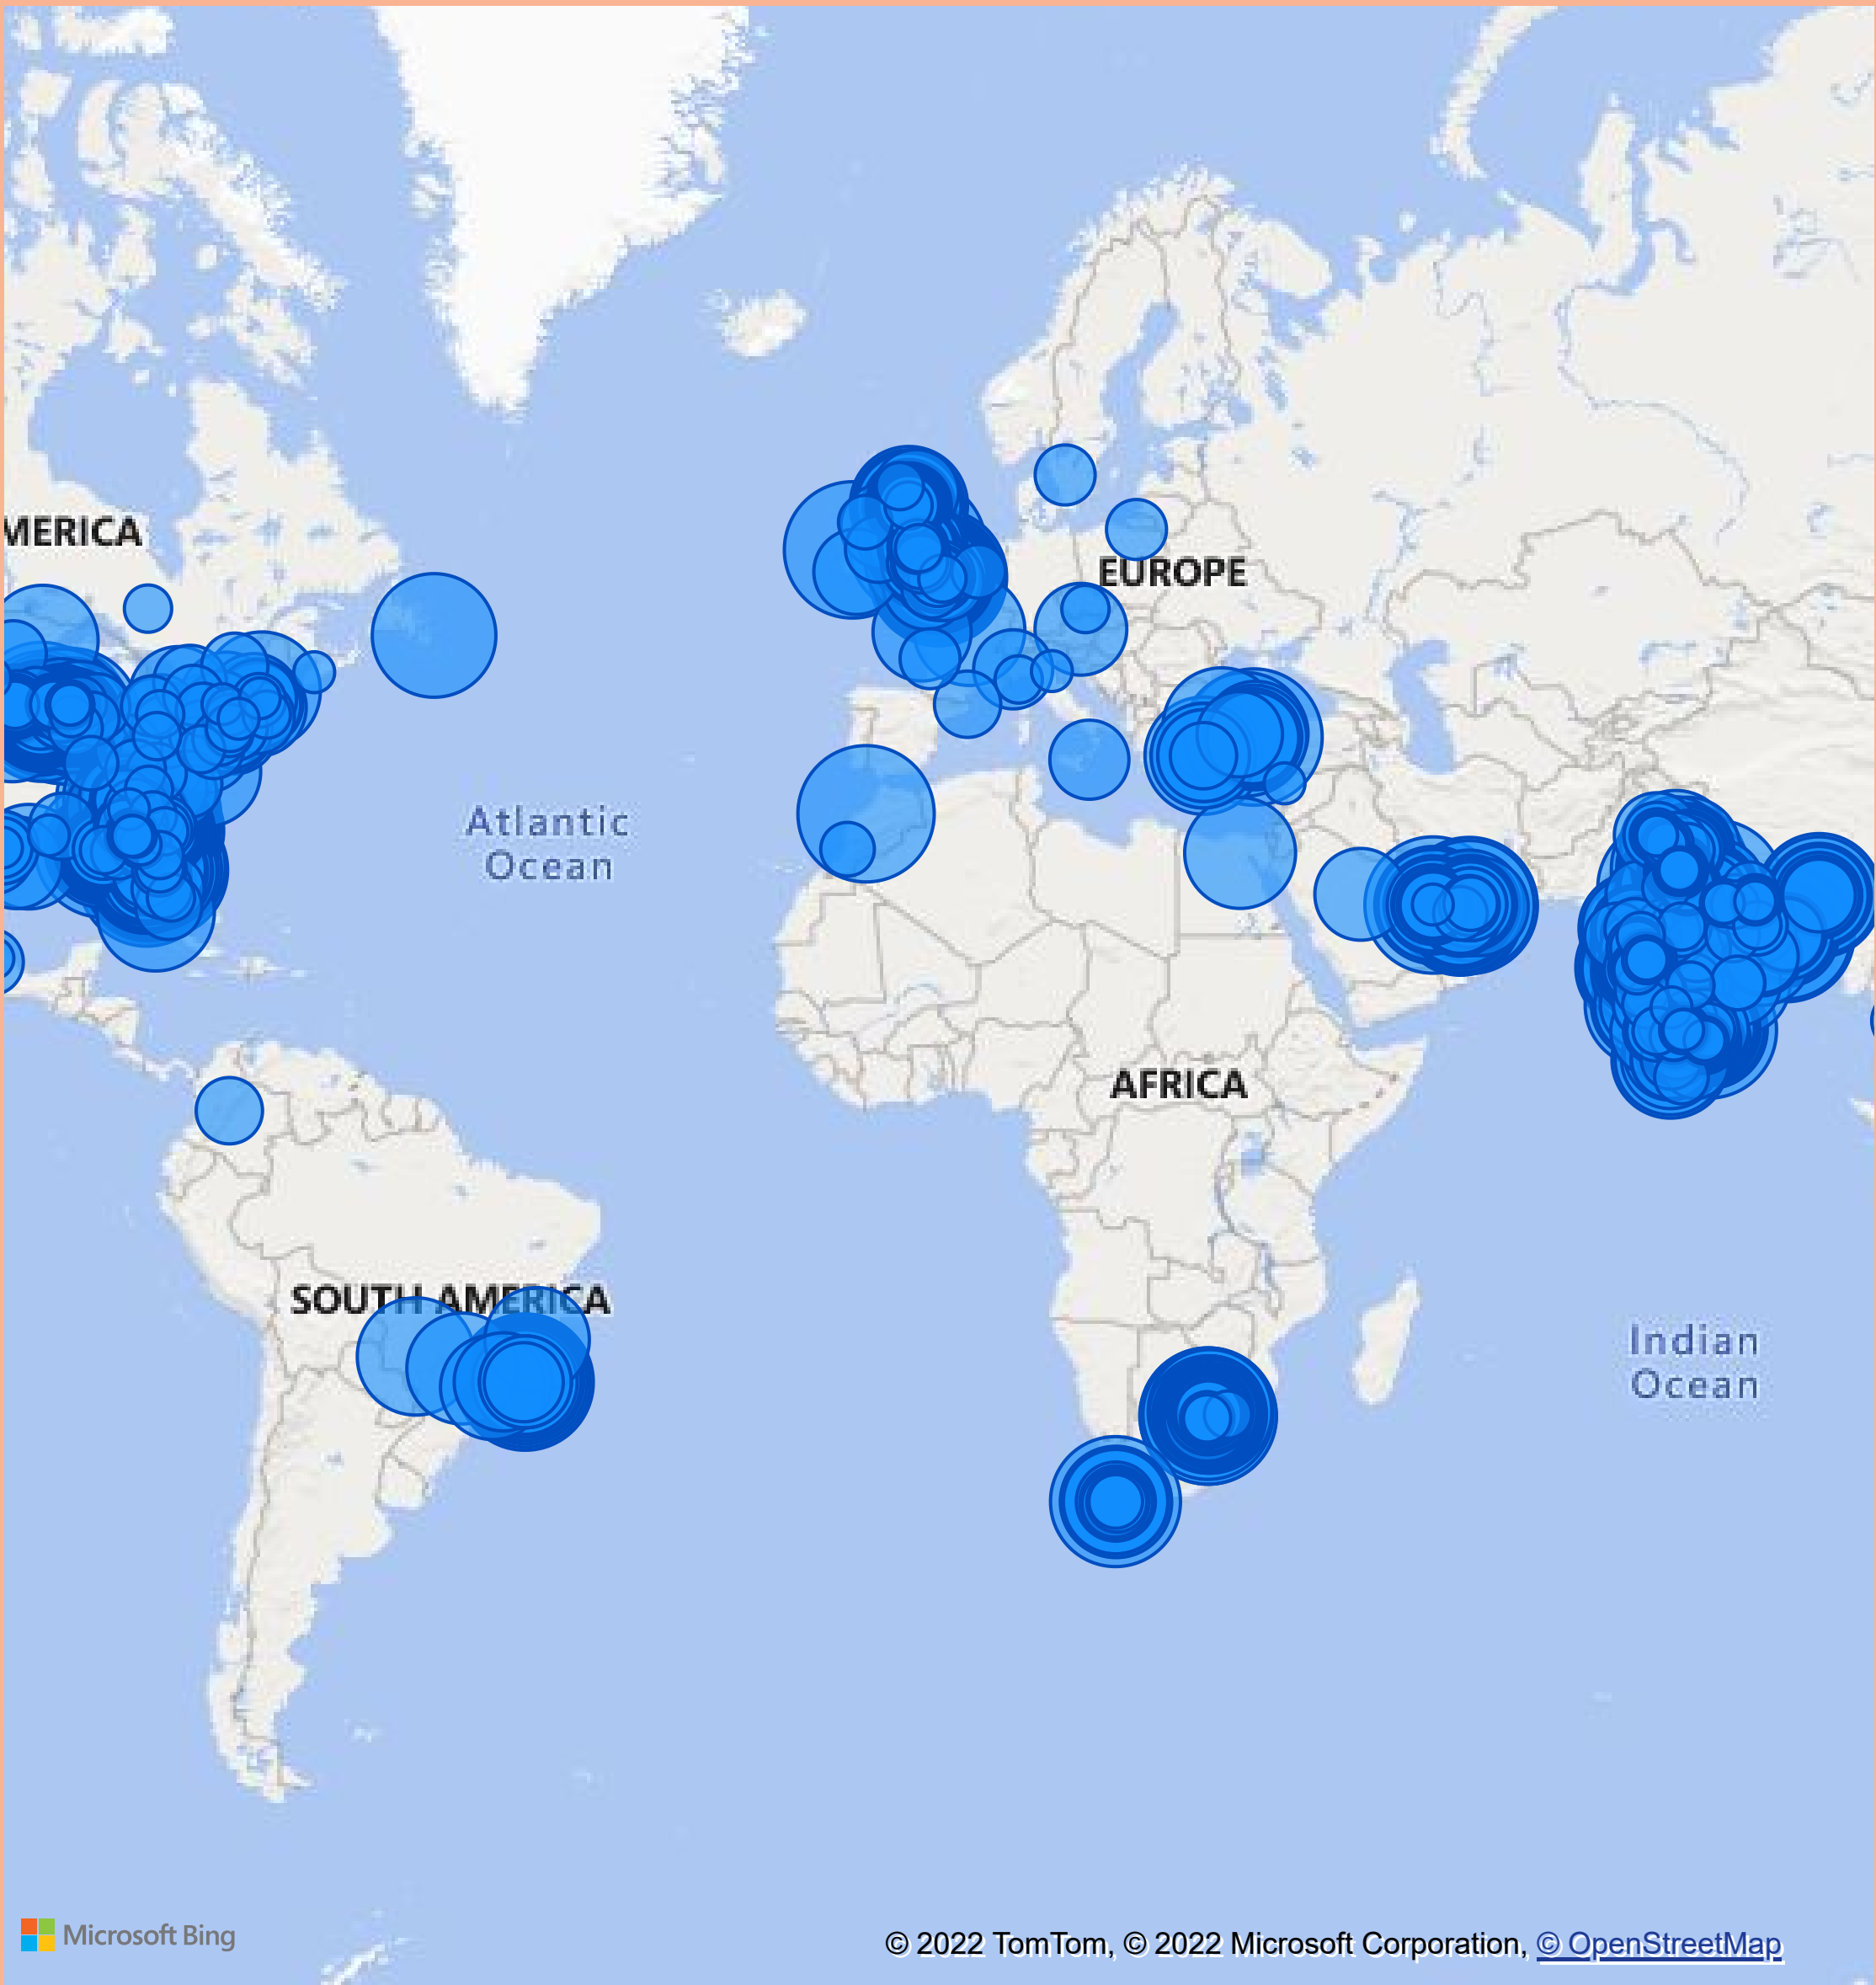 MERICA
EUROPE
Atlantic
Ocean
AFRICA
SOUTH AMERICA
Indian
Ocean
Microsoft Bing
© 2022 TomTom, © 2022 Microsoft Corporation, © OpenStreetMap